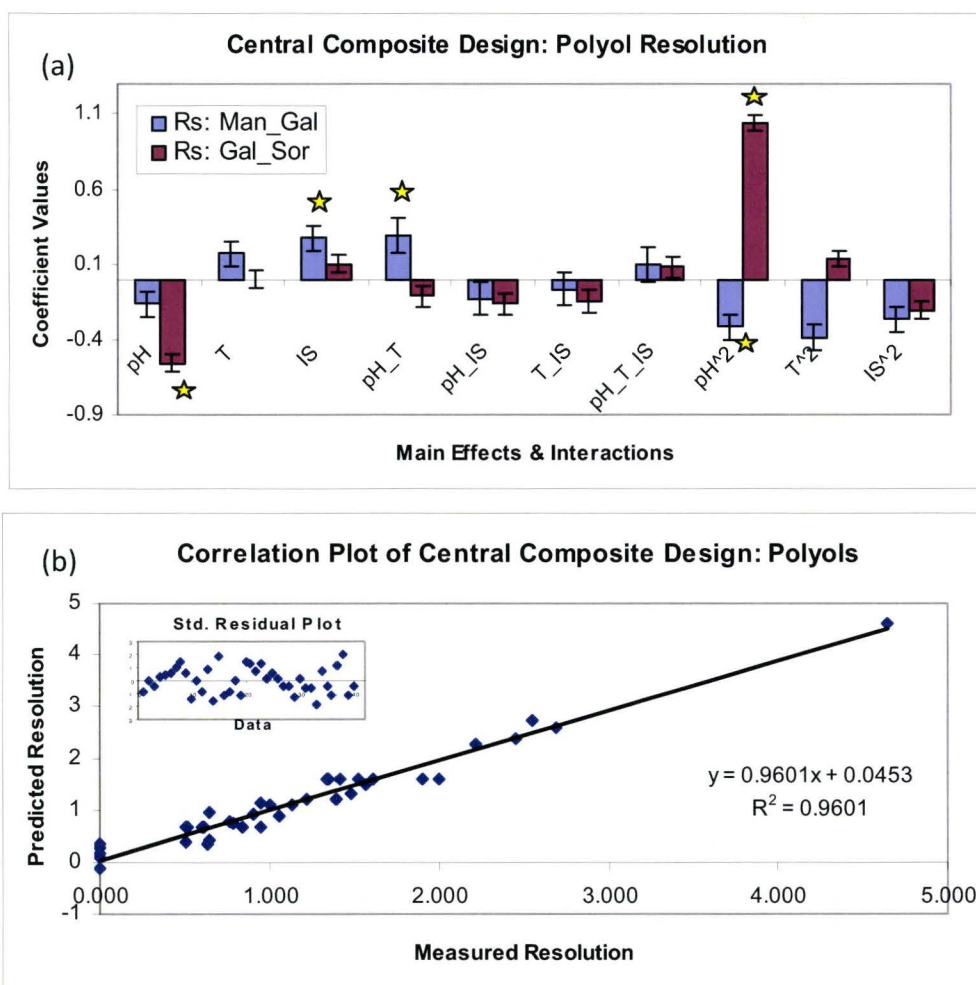 (a)
Central Composite Design: Polyol Resolution
Rs: Man_Gal
Rs: Gal_Sor
Coefficient Values
1.1
0.6
0.1
-0.4
-0.9
pH
T
IS
pH_T
pH_IS
T_IS
pH_T_IS
pH^2
T^2
IS^2
Main Effects & Interactions
(b)
Correlation Plot of Central Composite Design: Polyols
Std. Residual Plot
Data
Predicted Resolution
5
4
3
2
1
0
-1
y = 0.9601x + 0.0453
R² = 0.9601
0.000 1.000 2.000 3.000 4.000 5.000
Measured Resolution